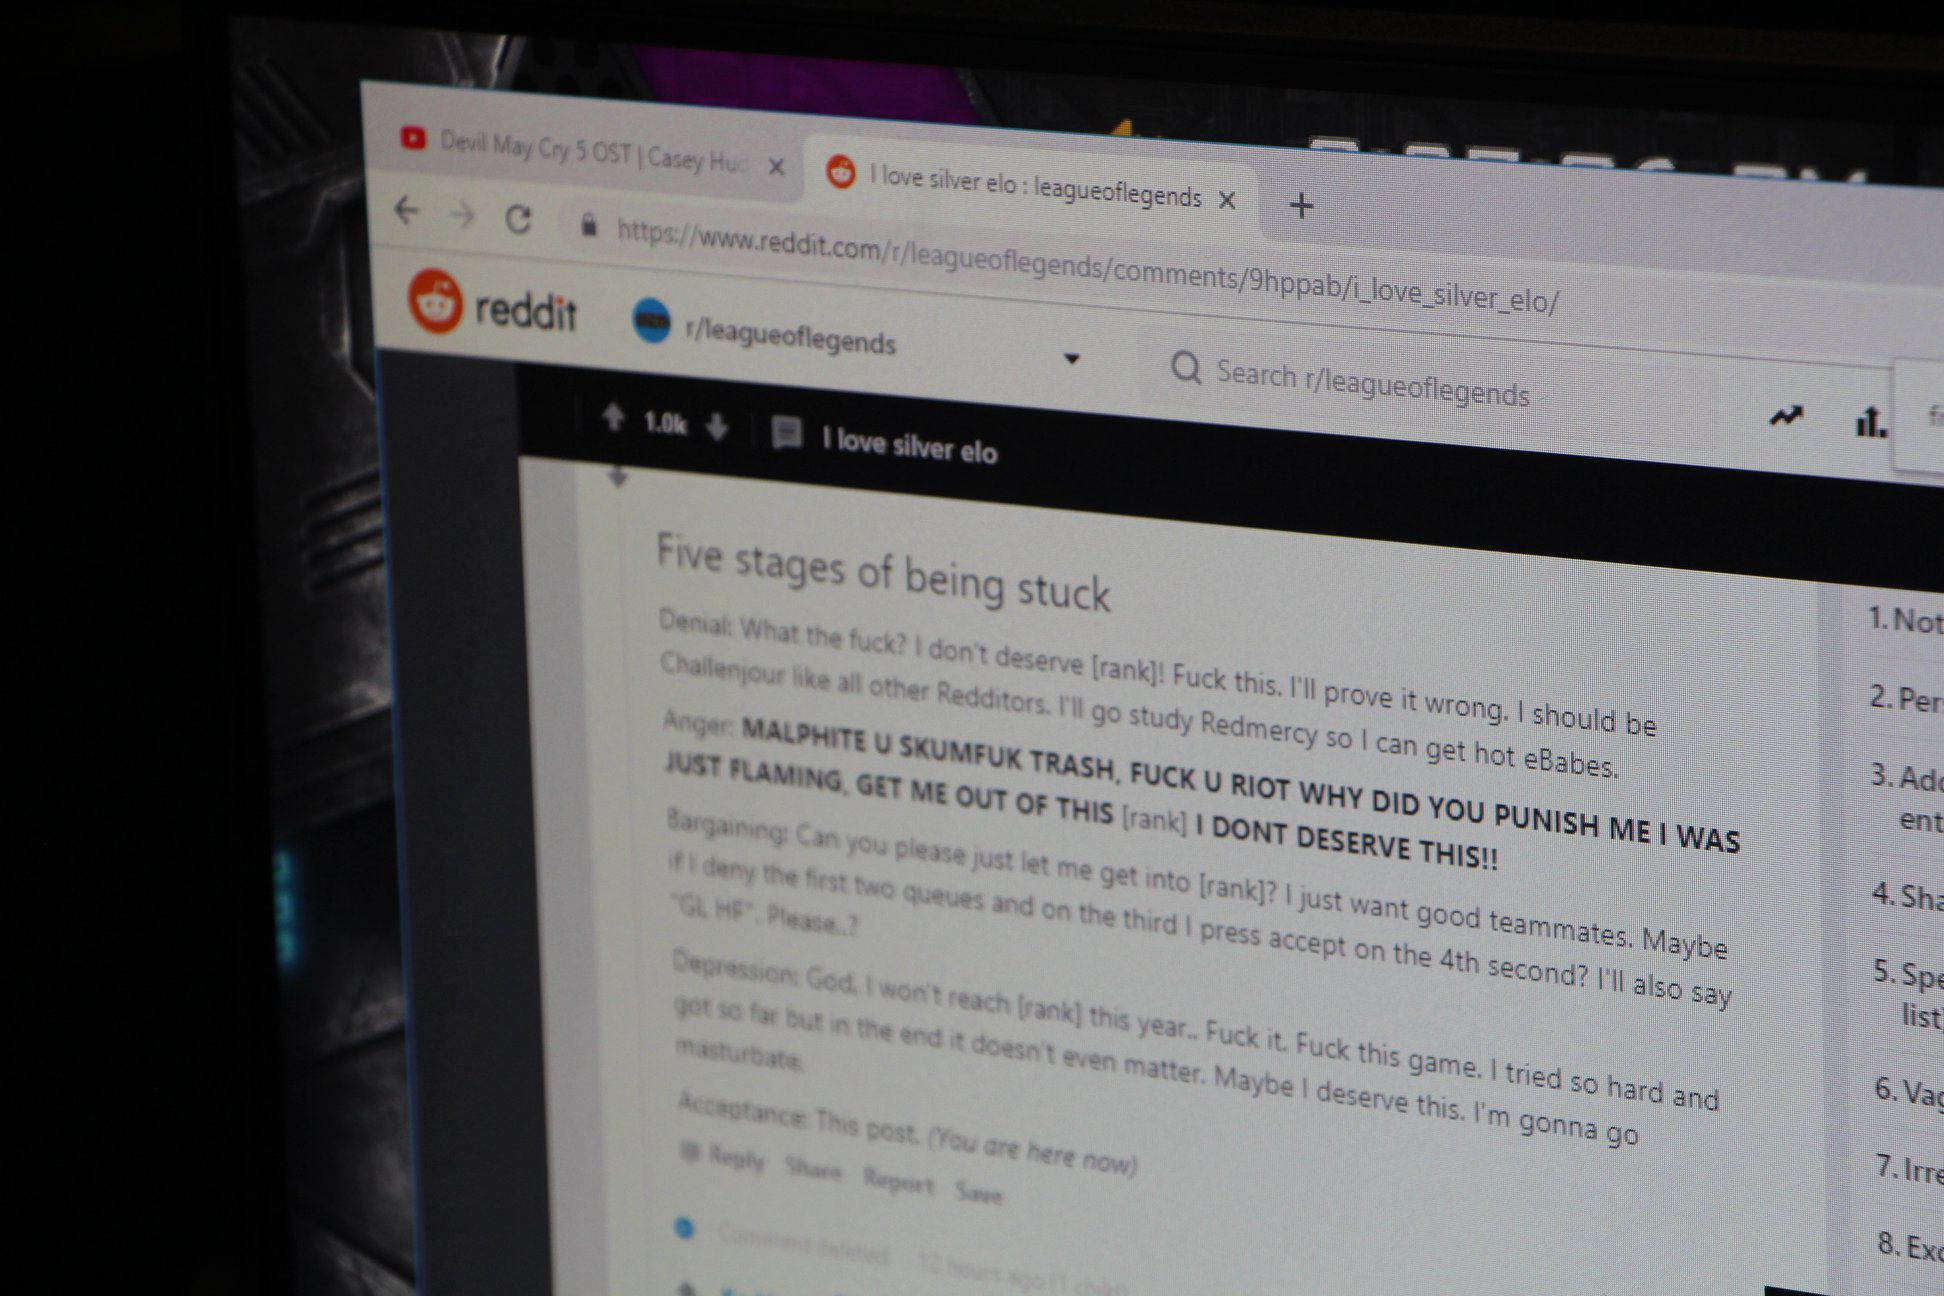 Devil May Cry 5 OST | Casey
I love silver elo : leagueoflegends
https://www.reddit.com/r/leagueoflegends/comments/9hppab/i_love_silver_elo/
reddit
r/leagueoflegends
Search r/leagueoflegends
1.0k
I love silver elo
Five stages of being stuck
Denial: What the fuck? I don't deserve [rank]! Fuck this. I'll prove it wrong. I should be
Challenjour like all other Redditors. I'll go study Redmercy so I can get hot eBabes.
Anger: MALPHITE U SKUMFUK TRASH, FUCK U RIOT WHY DID YOU PUNISH ME I WAS
JUST FLAMING, GET ME OUT OF THIS [rank] I DONT DESERVE THIS!!
Bargaining: Can you please just let me get into [rank]? I just want good teammates. Maybe
if I deny the first two queues and on the third I press accept on the 4th second? I'll also say
"GL HF". Please..?
Depression: God, I won't reach [rank] this year.. Fuck it. Fuck this game. I tried so hard and
got so far but in the end it doesn't even matter. Maybe I deserve this. I'm gonna go
masturbate.
Acceptance: This post. (You are here now)
Reply Share Report Save
Comment deleted 12 hours ago
1. Not
2. Per
3.
ent
4. Sha
5. Spe
list
6. Vag
7. Irre
8. Exc